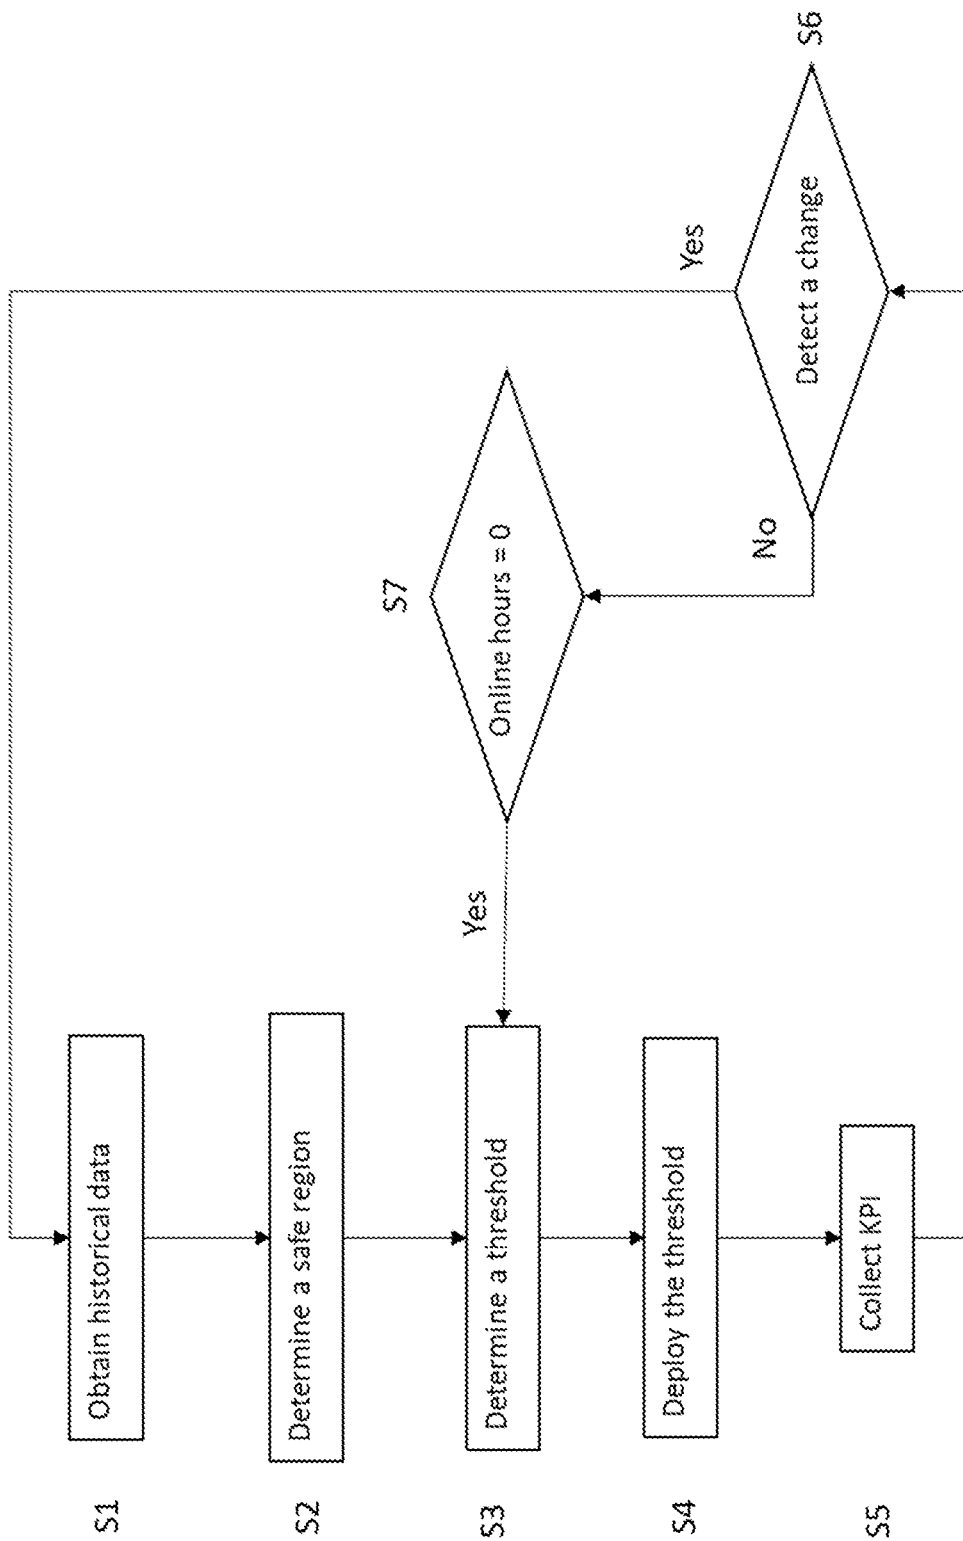 S1
Obtain historical data
S2
Determine a safe region
S3
Determine a threshold
S4
Deploy the threshold
S5
Collect KPI
Yes
S7
Online hours = 0
No
Yes
Detect a change
S6